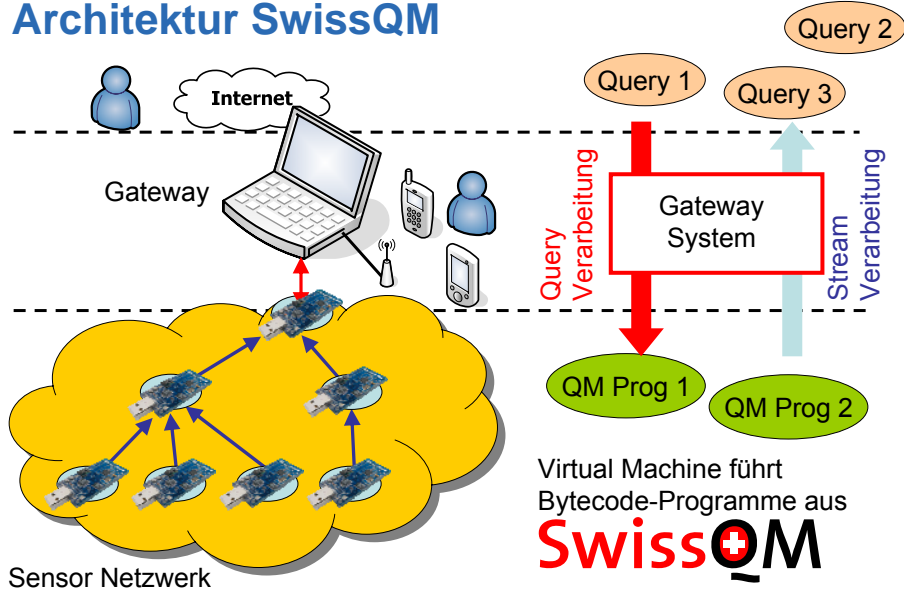 Architektur SwissQM
Internet
Gateway
Sensor Netzwerk
Query 1
Query 2
Query 3
Query
Verarbeitung
Gateway
System
Stream
Verarbeitung
QM Prog 1
QM Prog 2
Virtual Machine führt
Bytecode-Programme aus
SwissQM